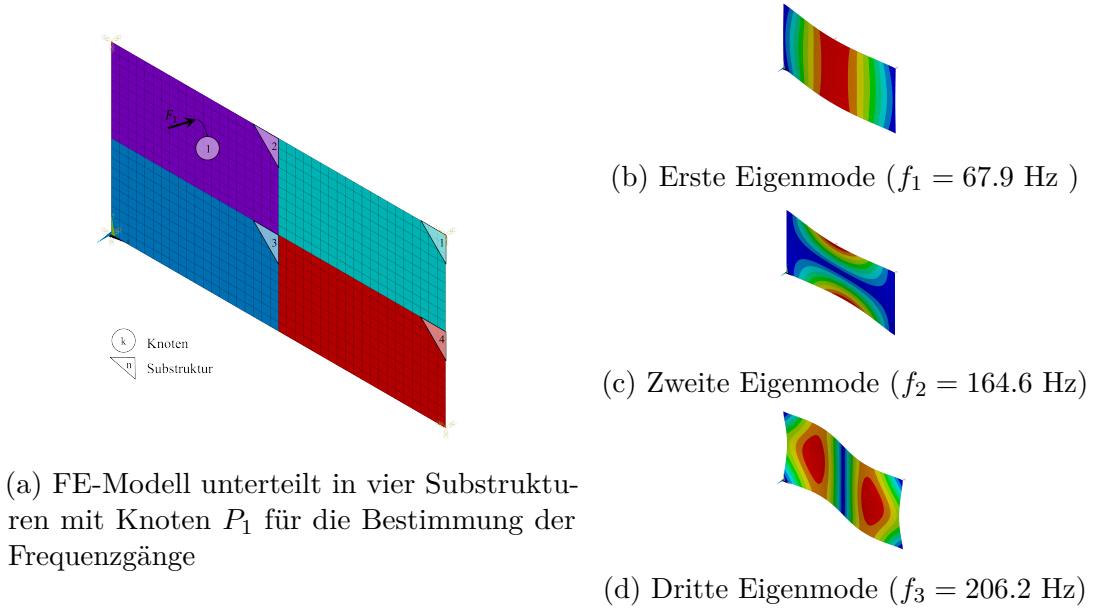 F₁
1
2
1
3
4
k Knoten
n Substruktur
(a) FE-Modell unterteilt in vier Substruktu-
ren mit Knoten P₁ für die Bestimmung der
Frequenzgänge
(b) Erste Eigenmode (f₁ = 67.9 Hz )
(c) Zweite Eigenmode (f₂ = 164.6 Hz)
(d) Dritte Eigenmode (f₃ = 206.2 Hz)